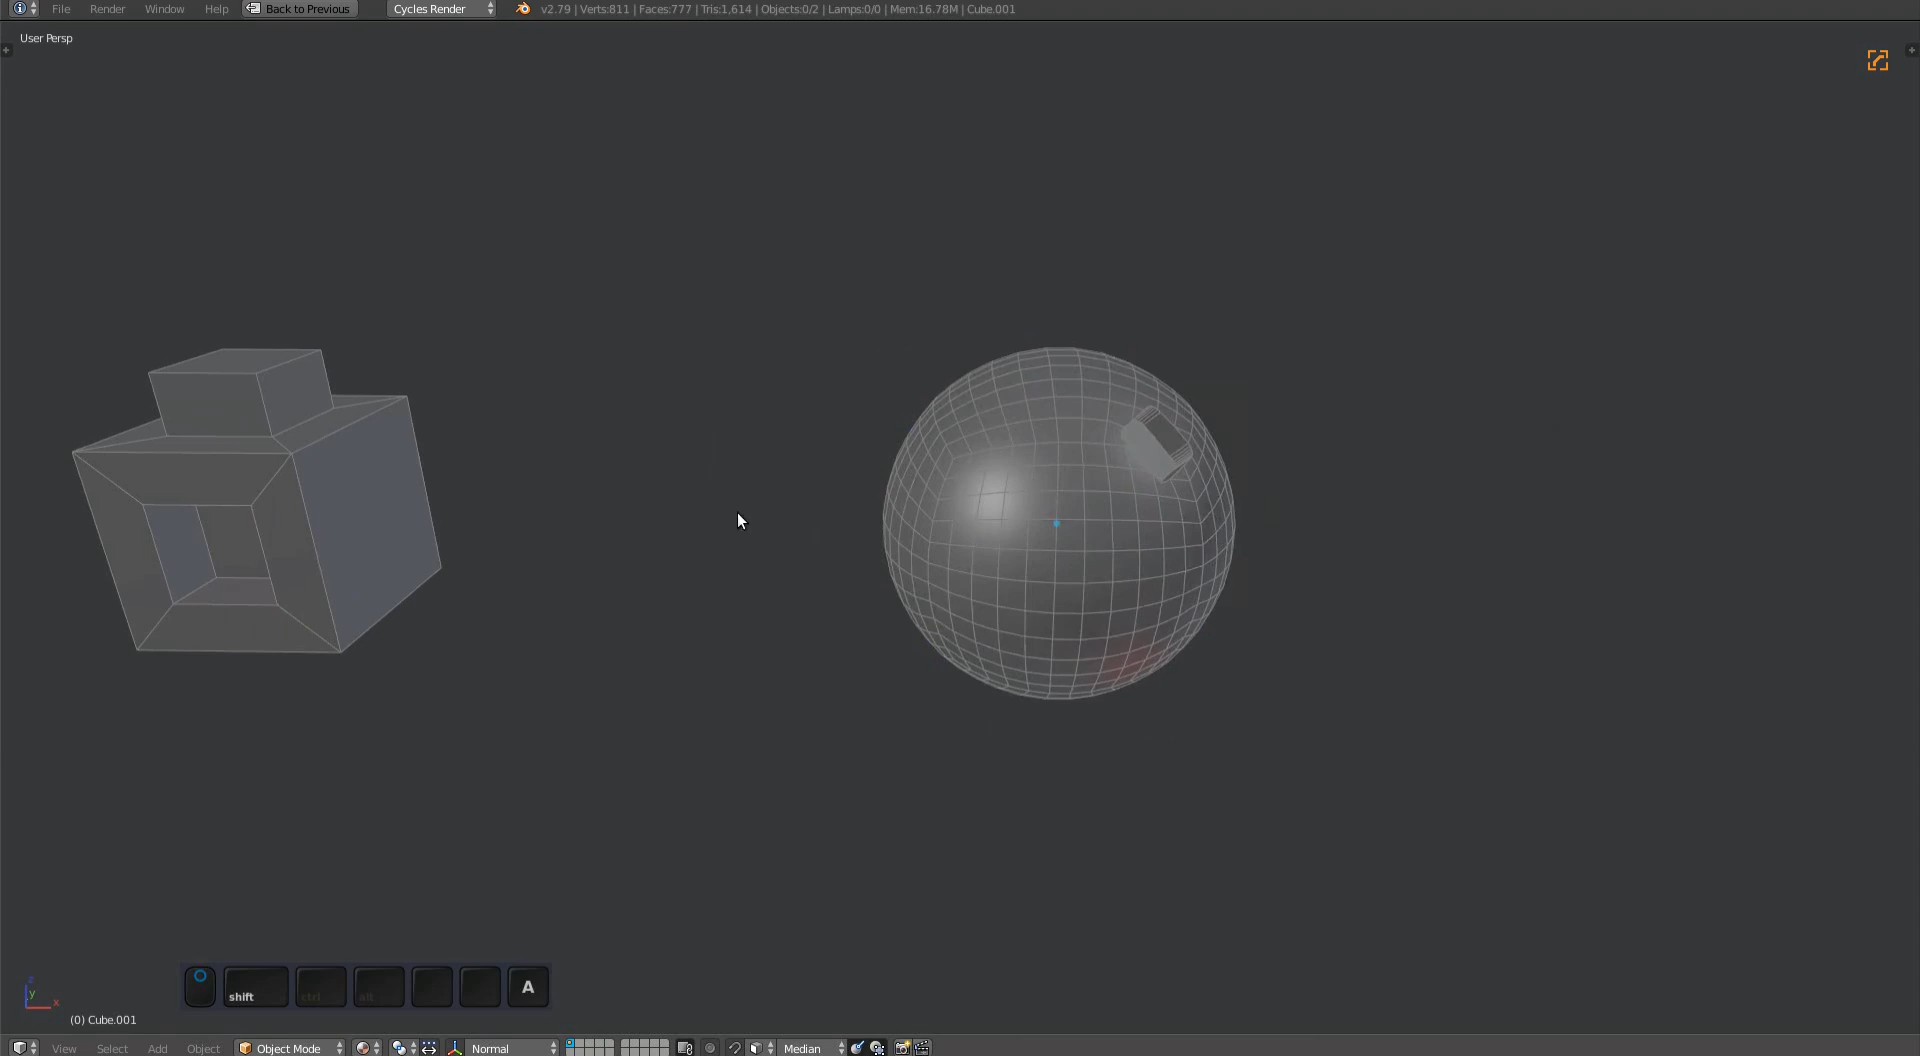 File Render Window Help Back to Previous Cycles Render v2.79 | Verts:811 | Faces:777 | Tris:1,614 | Objects:0/2 | Lamps:0/0 | Mem:16.78M | Cube.001
User Persp
shift ctrl alt A
z
y
x
(0) Cube.001
View Select Add Object Object Mode Normal Median